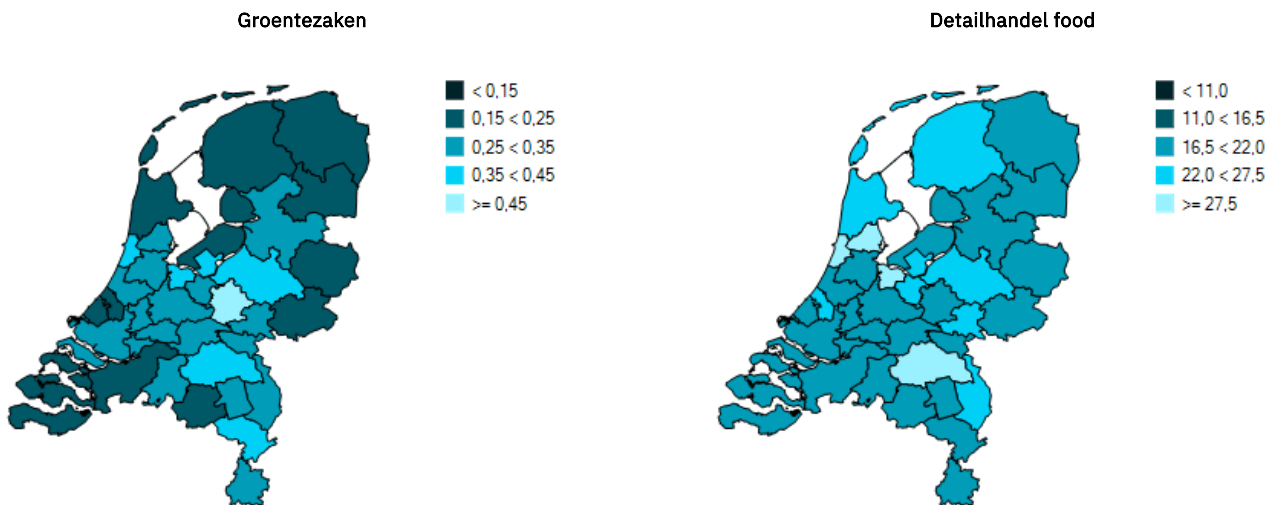 Groentezaken
< 0,15
0,15 < 0,25
0,25 < 0,35
0,35 < 0,45
>= 0,45
Detailhandel food
< 11,0
11,0 < 16,5
16,5 < 22,0
22,0 < 27,5
>= 27,5